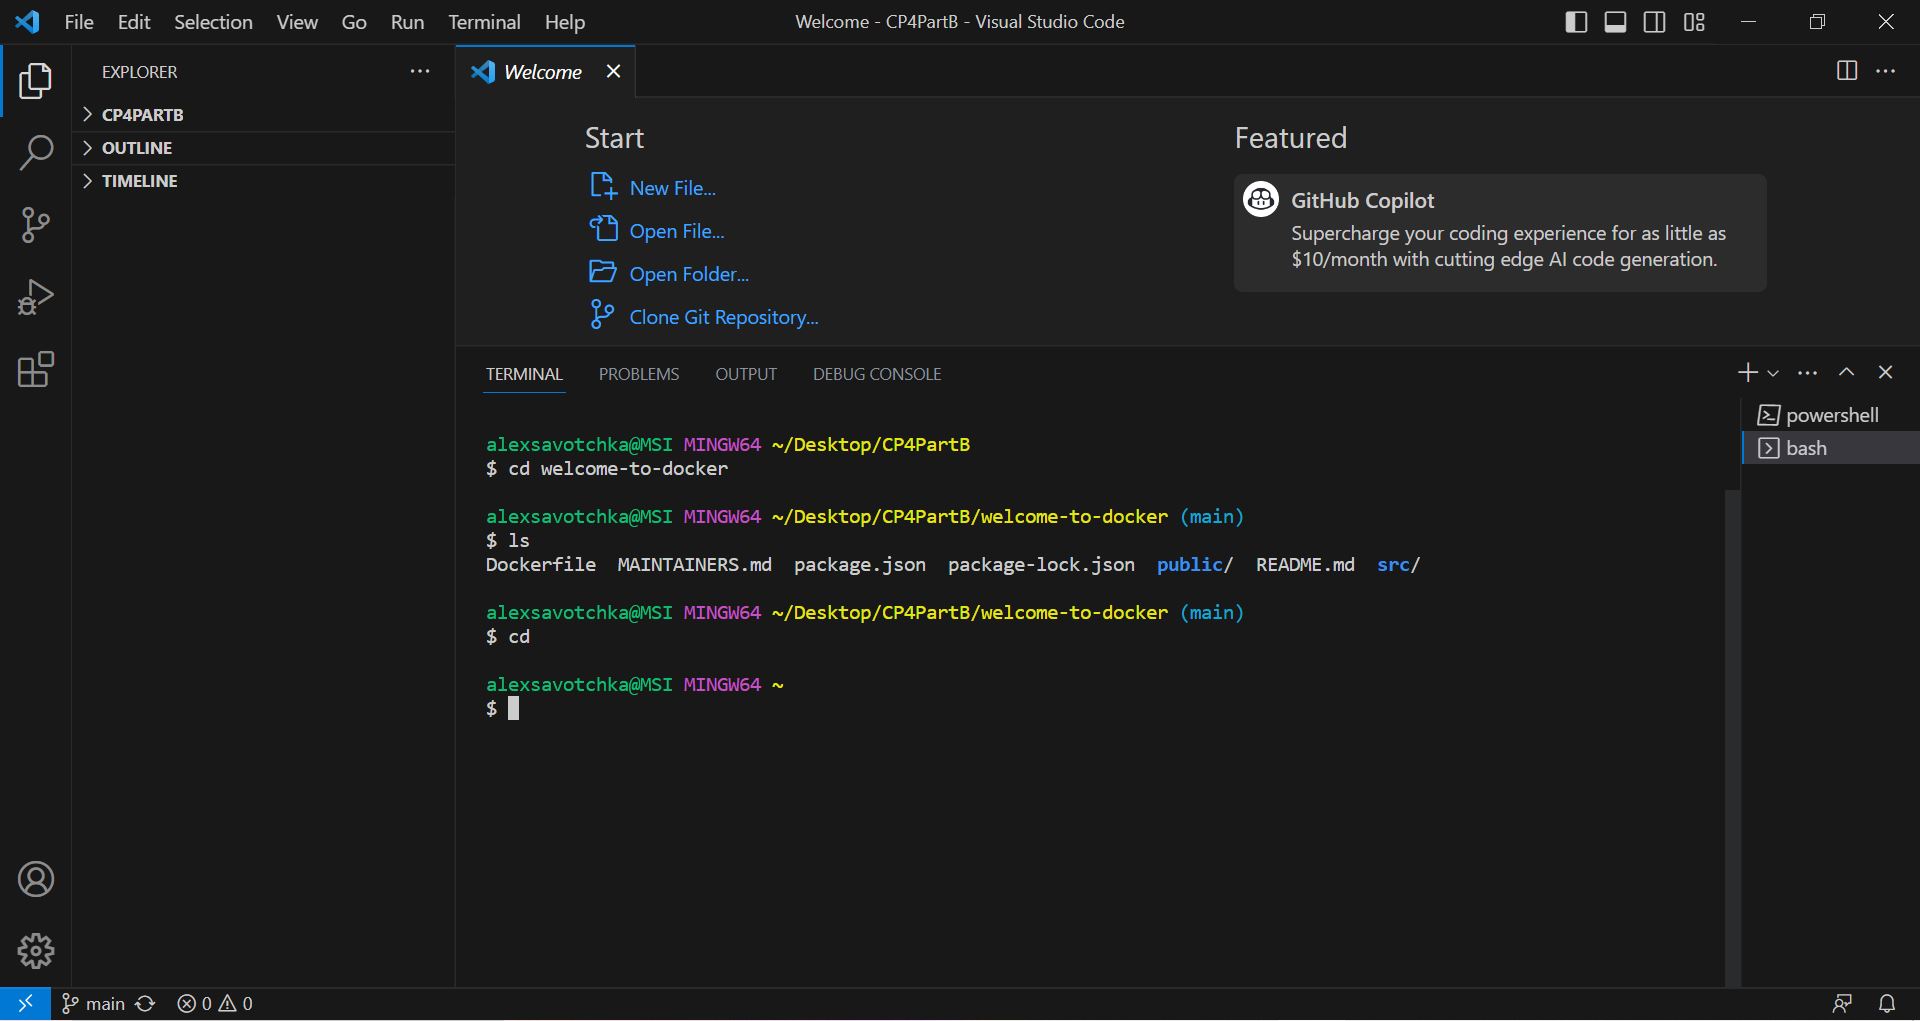 File Edit Selection View Go Run Terminal Help
Welcome - CP4PartB - Visual Studio Code
EXPLORER
CP4PARTB
OUTLINE
TIMELINE
Welcome
Start
New File...
Open File...
Open Folder...
Clone Git Repository...
Featured
GitHub Copilot
Supercharge your coding experience for as little as
$10/month with cutting edge AI code generation.
TERMINAL PROBLEMS OUTPUT DEBUG CONSOLE
powershell
bash
alexsavotchka@MSI MINGW64 ~/Desktop/CP4PartB
$ cd welcome-to-docker
alexsavotchka@MSI MINGW64 ~/Desktop/CP4PartB/welcome-to-docker (main)
$ ls
Dockerfile MAINTAINERS.md package.json package-lock.json public/ README.md src/
alexsavotchka@MSI MINGW64 ~/Desktop/CP4PartB/welcome-to-docker (main)
$ cd
alexsavotchka@MSI MINGW64 ~
$
main 0 0